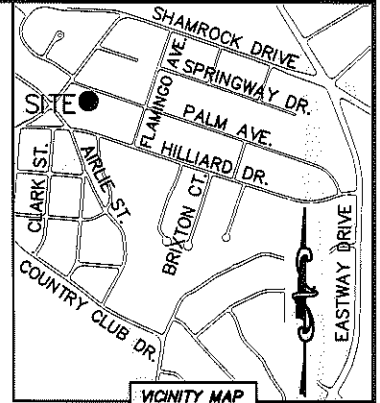 SHAMROCK DRIVE
FLAMINGO AVE.
SPRINGWAY DR.
SITE
PALM AVE.
HILLIARD DR.
CLARK ST.
AIRLIE ST.
BRIXTON CT.
EASTWAY DRIVE
COUNTRY CLUB DR.
VICINITY MAP